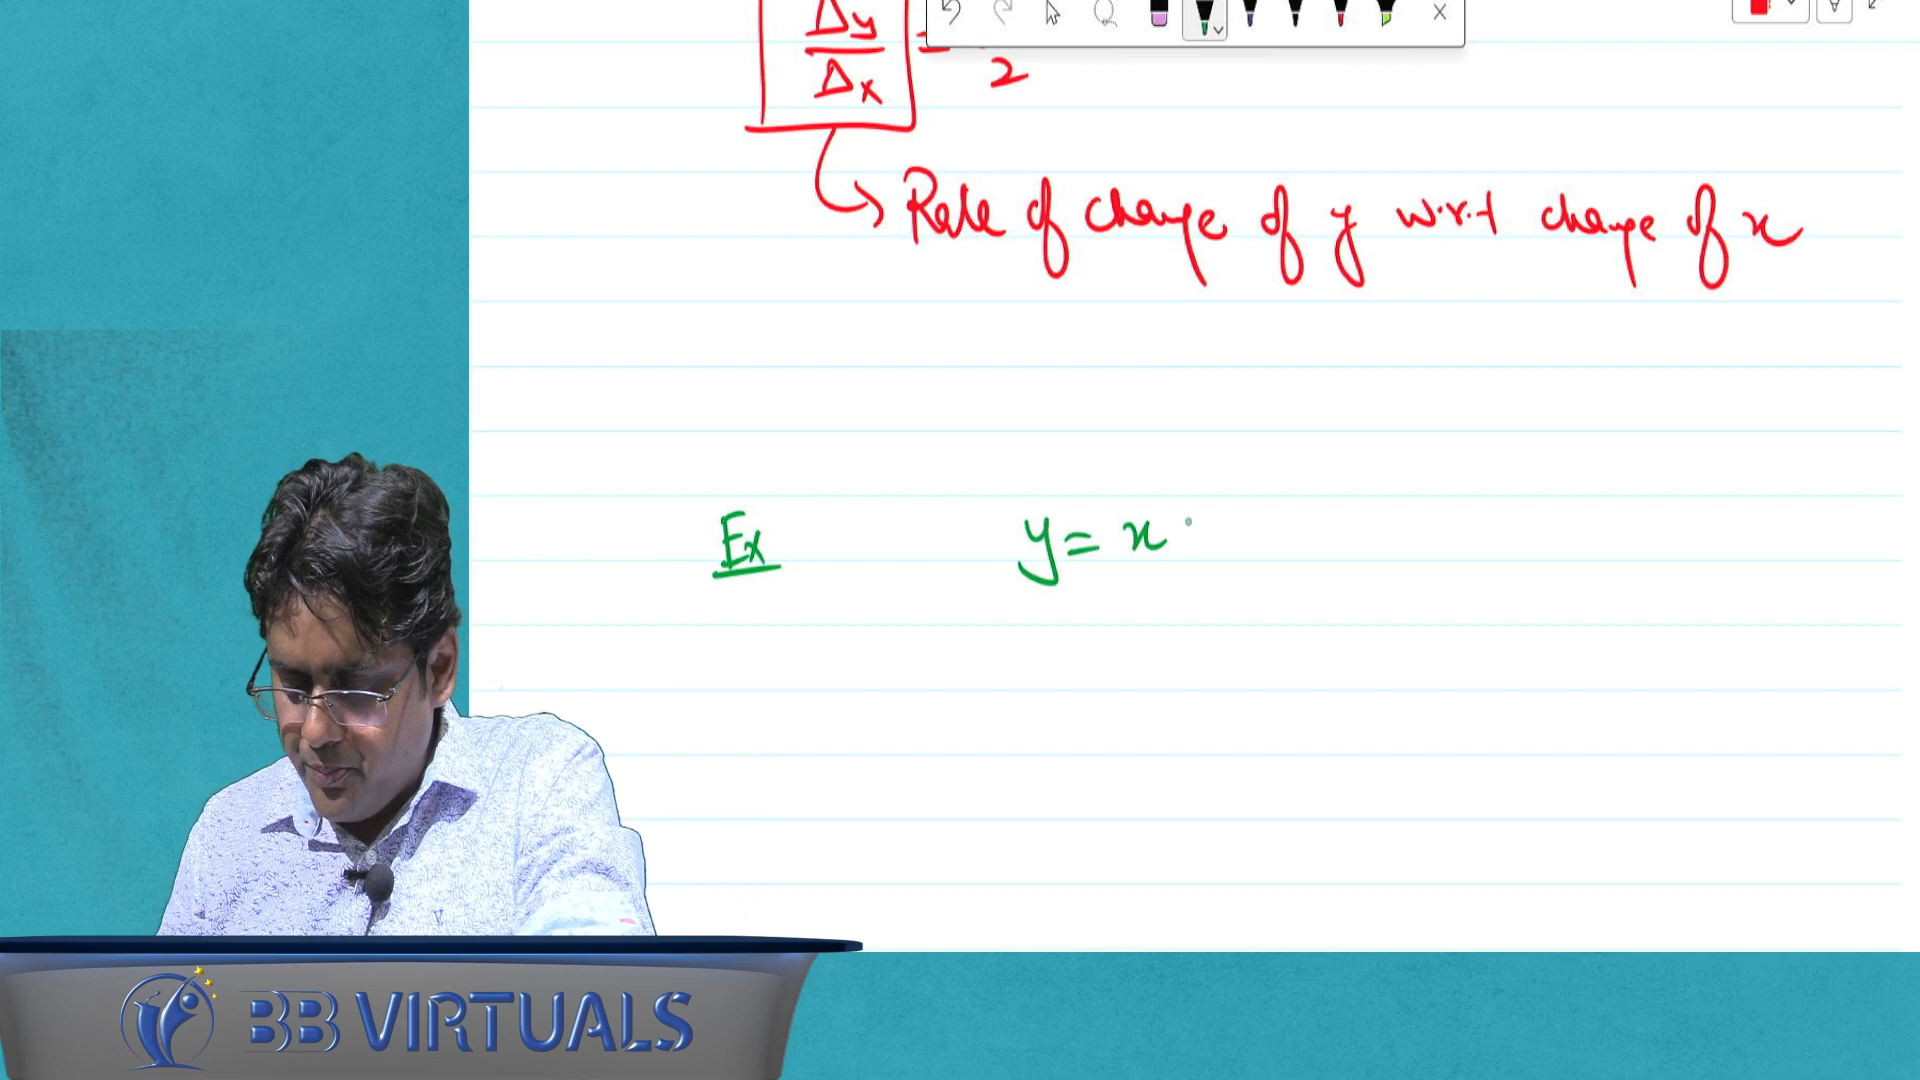 Δy
Δx
=
2
Rate of change of y w.r.t change of x
Ex y = x
BB VIRTUALS